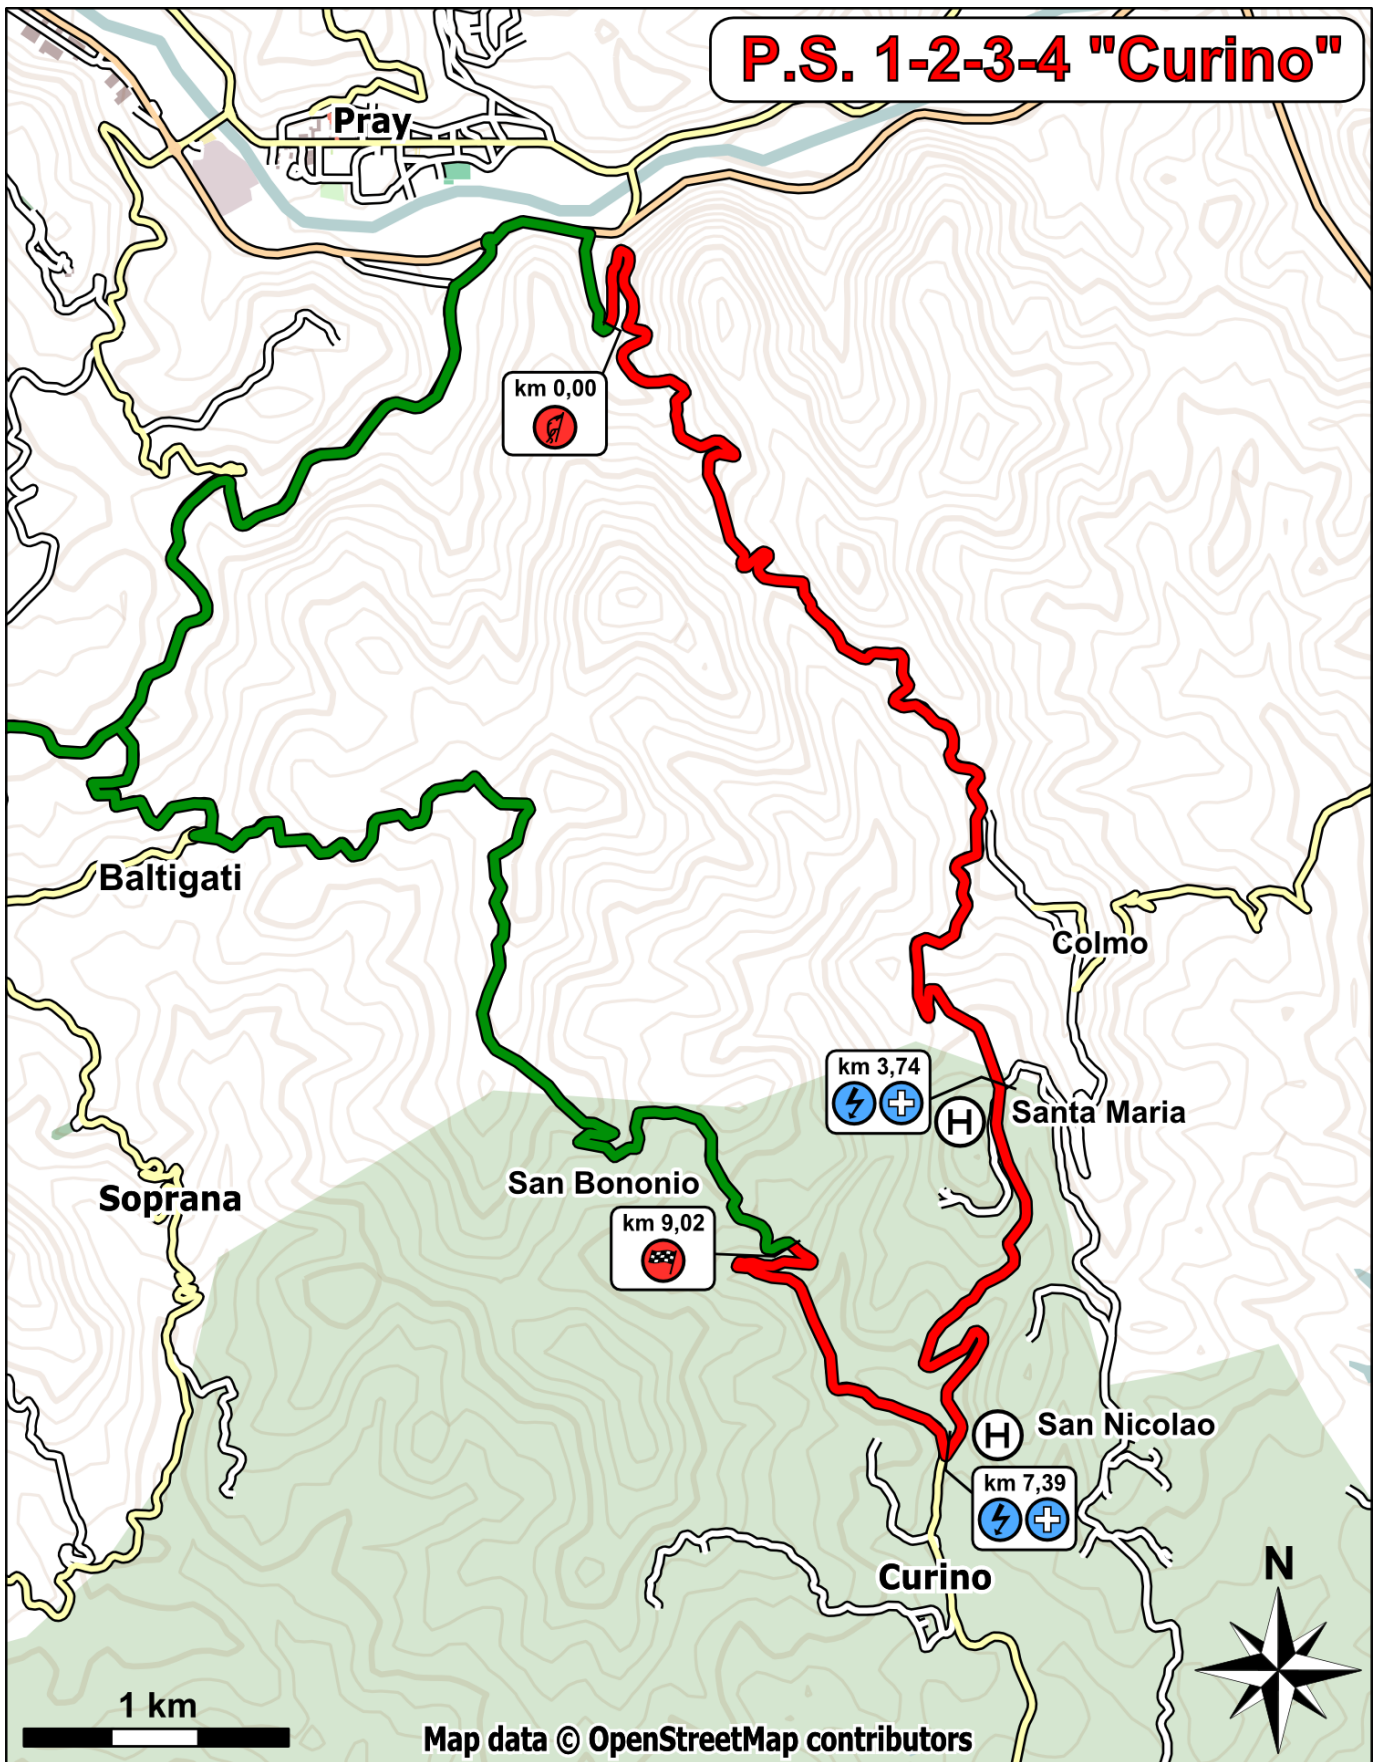 P.S. 1-2-3-4 "Curino"
Pray
km 0,00
Baltigati
Colmo
km 3,74
H
Santa Maria
San Bononio
Soprana
km 9,02
H
San Nicolao
km 7,39
Curino
N
1 km
Map data © OpenStreetMap contributors